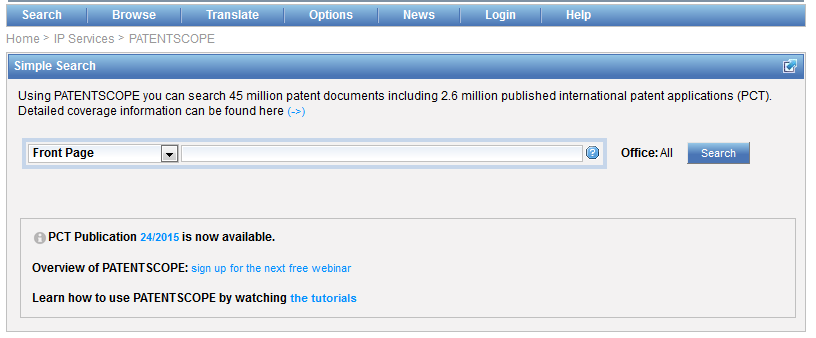 Search Browse Translate Options News Login Help
Home > IP Services > PATENTSCOPE
Simple Search
Using PATENTSCOPE you can search 45 million patent documents including 2.6 million published international patent applications (PCT).
Detailed coverage information can be found here (->)
Front Page ? Office: All Search
i PCT Publication 24/2015 is now available.
Overview of PATENTSCOPE: sign up for the next free webinar
Learn how to use PATENTSCOPE by watching the tutorials